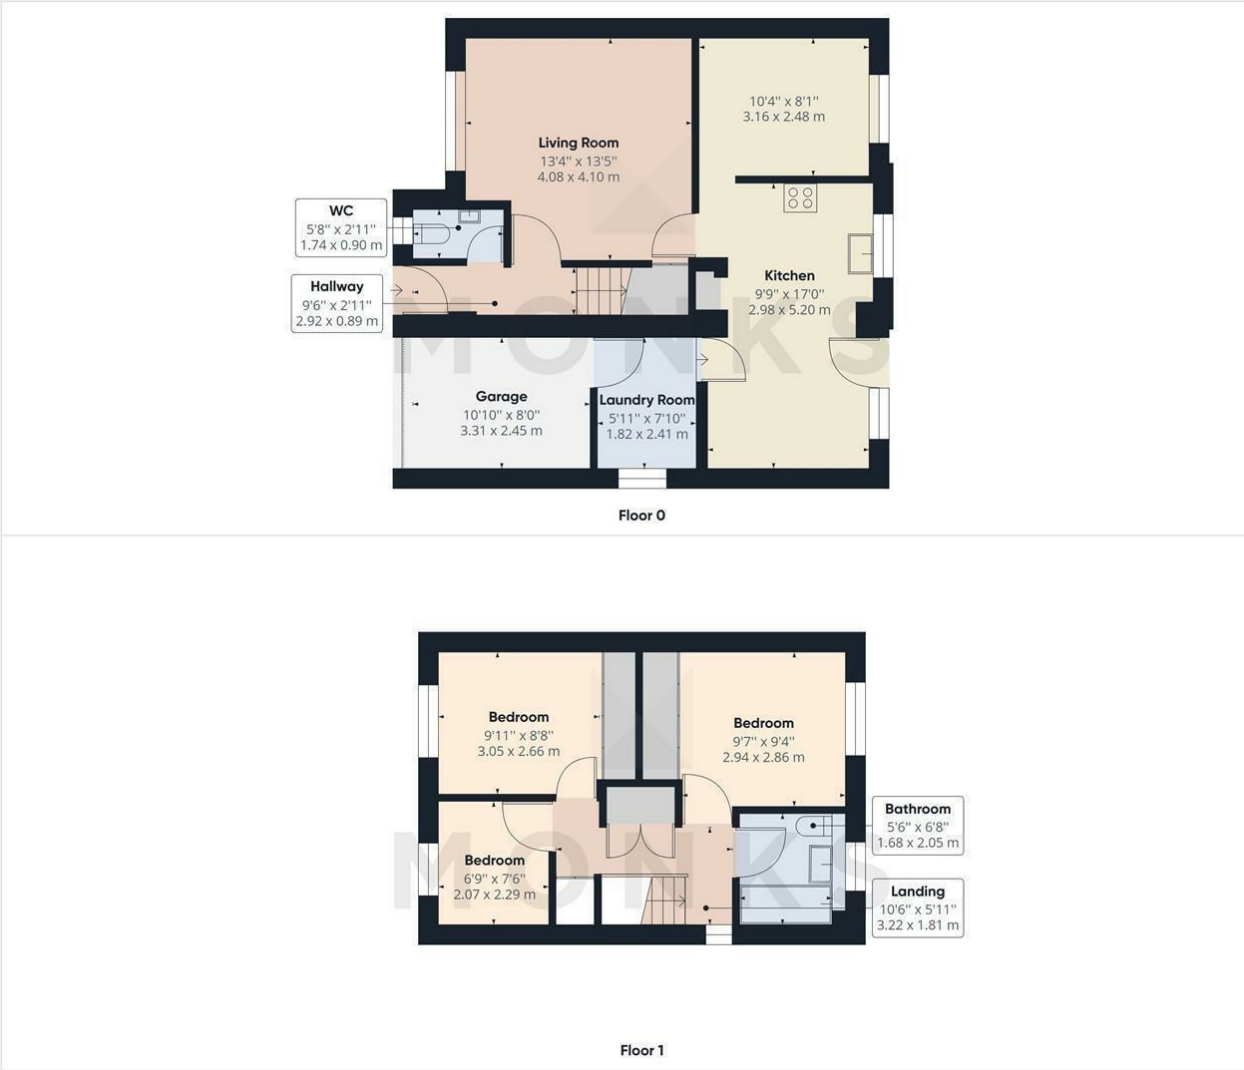 Living Room
13'4" x 13'5"
4.08 x 4.10 m
10'4" x 8'1"
3.16 x 2.48 m
WC
5'8" x 2'11"
1.74 x 0.90 m
Hallway
9'6" x 2'11"
2.92 x 0.89 m
Kitchen
9'9" x 17'0"
2.98 x 5.20 m
MONKS
Garage
10'10" x 8'0"
3.31 x 2.45 m
Laundry Room
5'11" x 7'10"
1.82 x 2.41 m
Floor 0
Bedroom
9'11" x 8'8"
3.05 x 2.66 m
Bedroom
9'7" x 9'4"
2.94 x 2.86 m
Bathroom
5'6" x 6'8"
1.68 x 2.05 m
MONKS
Bedroom
6'9" x 7'6"
2.07 x 2.29 m
Landing
10'6" x 5'11"
3.22 x 1.81 m
Floor 1